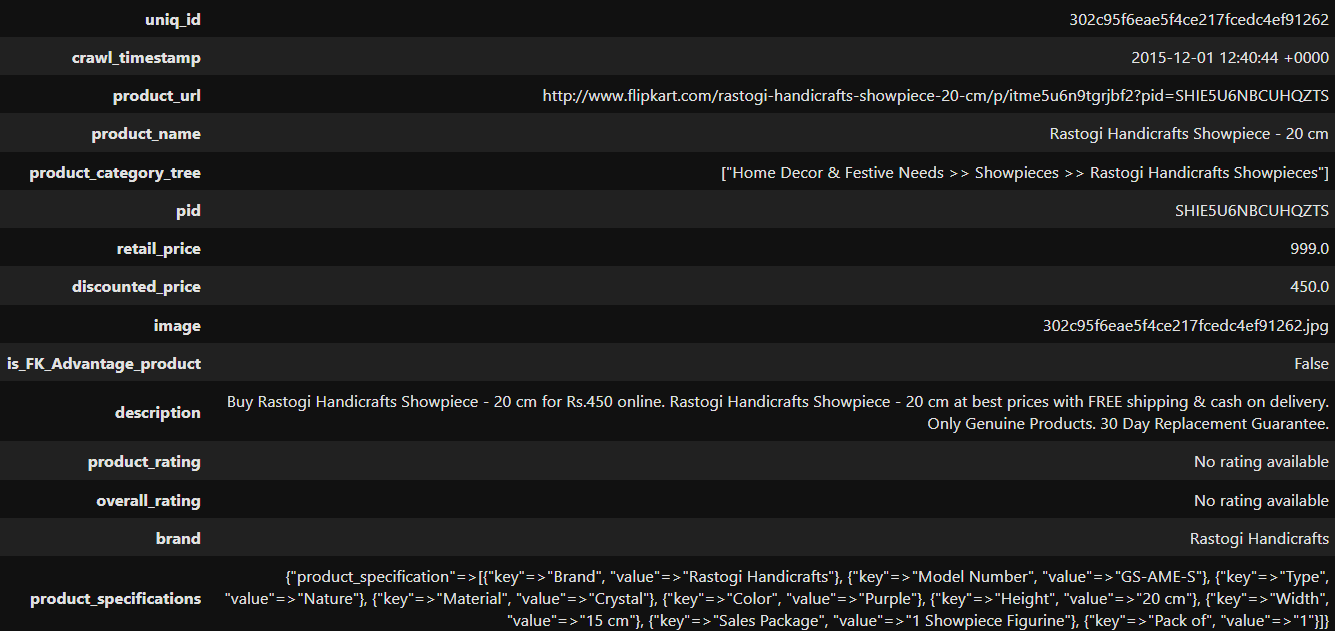 uniq_id 302c95f6eae5f4ce217fcedc4ef91262
crawl_timestamp 2015-12-01 12:40:44 +0000
product_url http://www.flipkart.com/rastogi-handicrafts-showpiece-20-cm/p/itme5u6n9tgrjbf2?pid=SHIE5U6NBCUHQZTS
product_name Rastogi Handicrafts Showpiece - 20 cm
product_category_tree ["Home Decor & Festive Needs >> Showpieces >> Rastogi Handicrafts Showpieces"]
pid SHIE5U6NBCUHQZTS
retail_price 999.0
discounted_price 450.0
image 302c95f6eae5f4ce217fcedc4ef91262.jpg
is_FK_Advantage_product False
description Buy Rastogi Handicrafts Showpiece - 20 cm for Rs.450 online. Rastogi Handicrafts Showpiece - 20 cm at best prices with FREE shipping & cash on delivery.
Only Genuine Products. 30 Day Replacement Guarantee.
product_rating No rating available
overall_rating No rating available
brand Rastogi Handicrafts
product_specifications {"product_specification"=>[{"key"=>"Brand", "value"=>"Rastogi Handicrafts"}, {"key"=>"Model Number", "value"=>"GS-AME-S"}, {"key"=>"Type",
"value"=>"Nature"}, {"key"=>"Material", "value"=>"Crystal"}, {"key"=>"Color", "value"=>"Purple"}, {"key"=>"Height", "value"=>"20 cm"}, {"key"=>"Width",
"value"=>"15 cm"}, {"key"=>"Sales Package", "value"=>"1 Showpiece Figurine"}, {"key"=>"Pack of", "value"=>"1"}]}